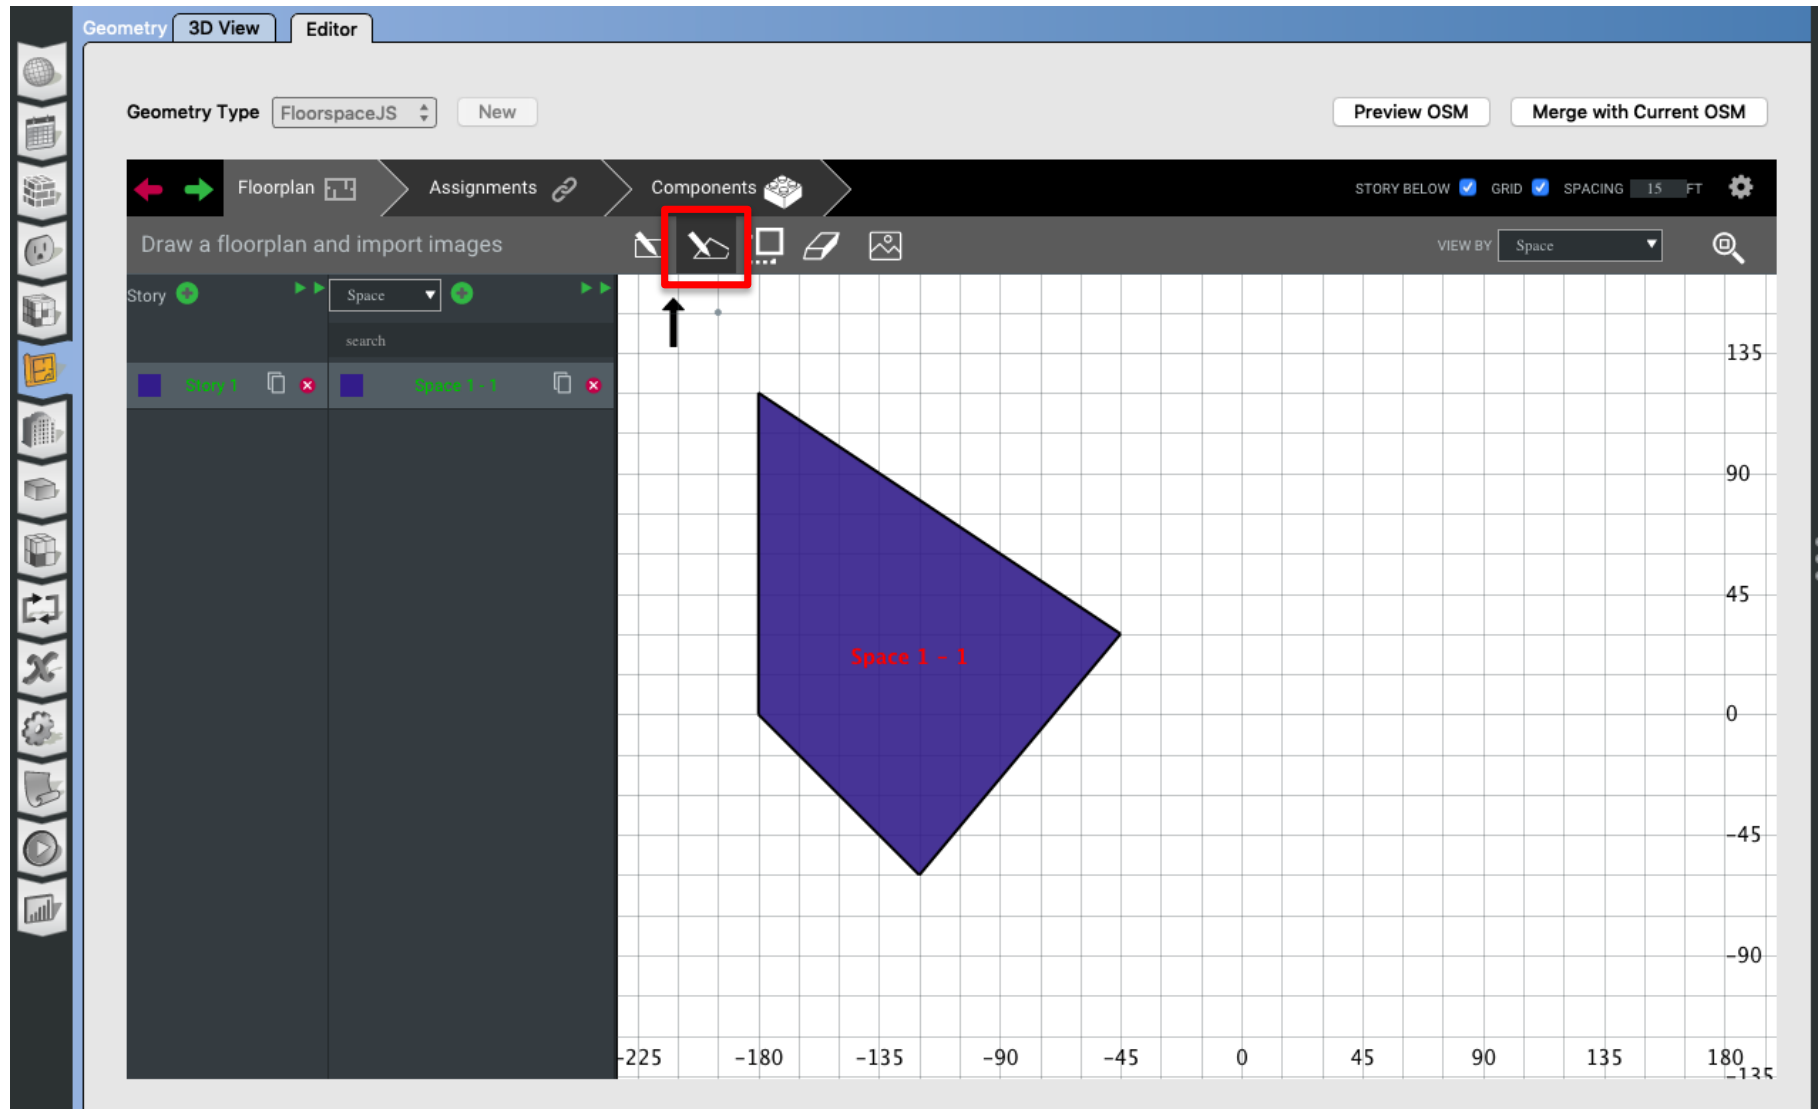 Geometry 3D View Editor
Geometry Type FloorspaceJS New Preview OSM Merge with Current OSM
Floorplan Assignments Components STORY BELOW GRID SPACING 15 FT
Draw a floorplan and import images VIEW BY Space
Story Space
search
Story 1 Space 1 - 1
135
90
45
Space 1 - 1
0
-45
-90
-225 -180 -135 -90 -45 0 45 90 135 180
-135